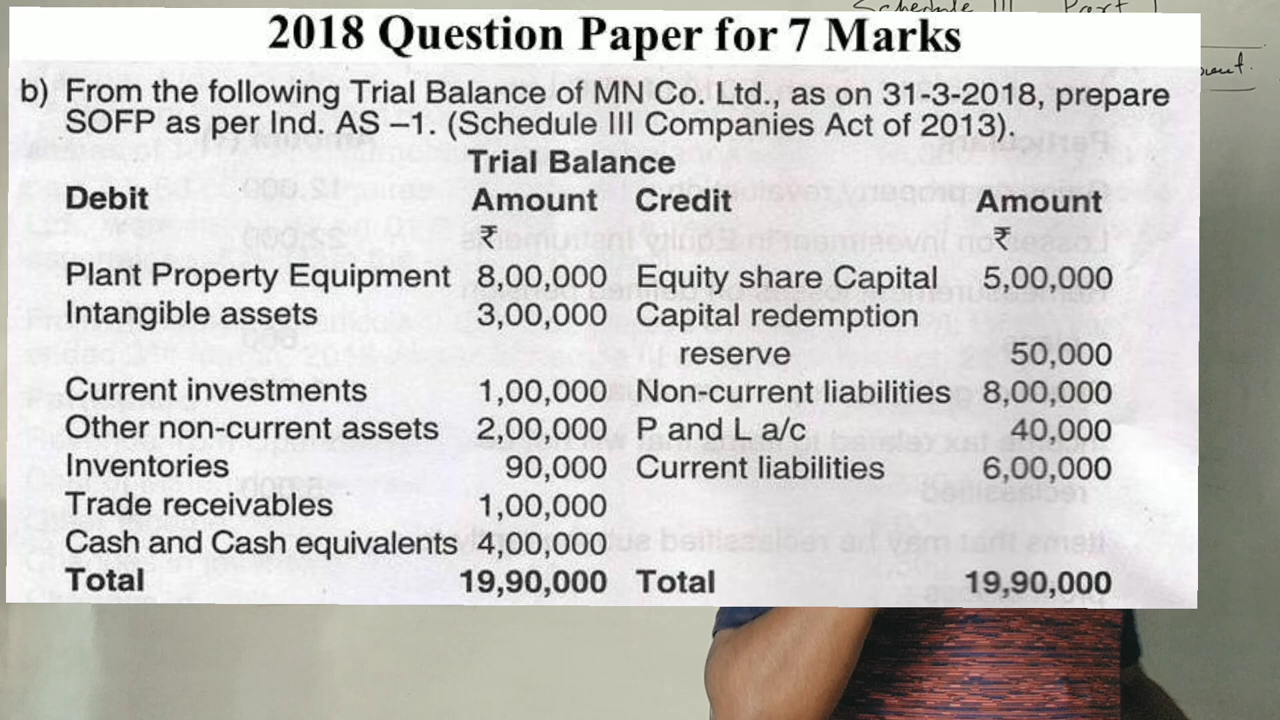 Schedule III Part I
2018 Question Paper for 7 Marks
b) From the following Trial Balance of MN Co. Ltd., as on 31-3-2018, prepare
SOFP as per Ind. AS –1. (Schedule III Companies Act of 2013).
Trial Balance
Debit Amount Credit Amount
₹ ₹
Plant Property Equipment 8,00,000 Equity share Capital 5,00,000
Intangible assets 3,00,000 Capital redemption
reserve 50,000
Current investments 1,00,000 Non-current liabilities 8,00,000
Other non-current assets 2,00,000 P and L a/c 40,000
Inventories 90,000 Current liabilities 6,00,000
Trade receivables 1,00,000
Cash and Cash equivalents 4,00,000
Total 19,90,000 Total 19,90,000